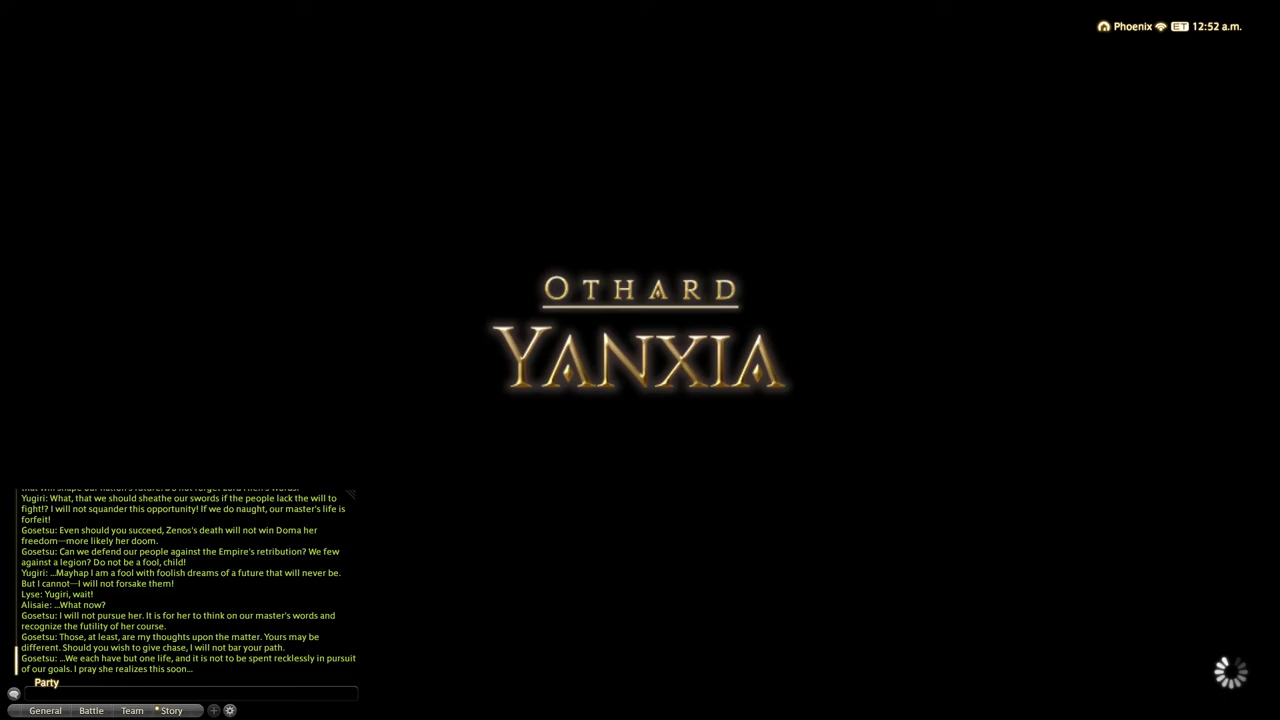 Phoenix ET 12:52 a.m.
OTHARD
YANXIA
Yugiri: What, that we should sheathe our swords if the people lack the will to
fight!? I will not squander this opportunity! If we do naught, our master's life is
forfeit!
Gosetsu: Even should you succeed, Zenos's death will not win Doma her
freedom—more likely her doom.
Gosetsu: Can we defend our people against the Empire's retribution? We few
against a legion? Do not be a fool, child!
Yugiri: ...Mayhap I am a fool with foolish dreams of a future that will never be.
But I cannot—I will not forsake them!
Lyse: Yugiri, wait!
Alisaie: ...What now?
Gosetsu: I will not pursue her. It is for her to think on our master's words and
recognize the futility of her course.
Gosetsu: Those, at least, are my thoughts upon the matter. Yours may be
different. Should you wish to give chase, I will not bar your path.
Gosetsu: ...We each have but one life, and it is not to be spent recklessly in pursuit
of our goals. I pray she realizes this soon...
Party
General Battle Team Story